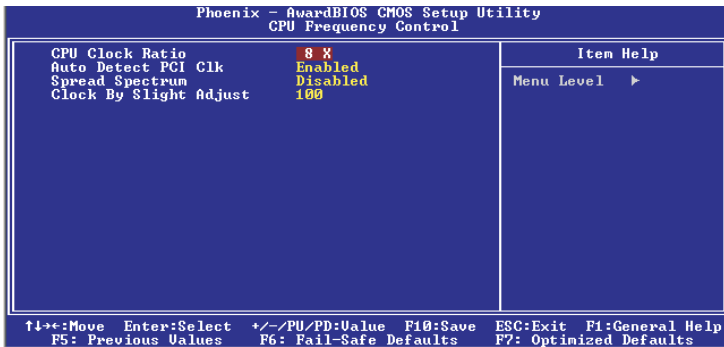 Phoenix - AwardBIOS CMOS Setup Utility
CPU Frequency Control
CPU Clock Ratio 8 X
Auto Detect PCI Clk Enabled
Spread Spectrum Disabled
Clock By Slight Adjust 100
Item Help
Menu Level ►
↑↓→←:Move Enter:Select +/-/PU/PD:Value F10:Save ESC:Exit F1:General Help
F5: Previous Values F6: Fail-Safe Defaults F7: Optimized Defaults